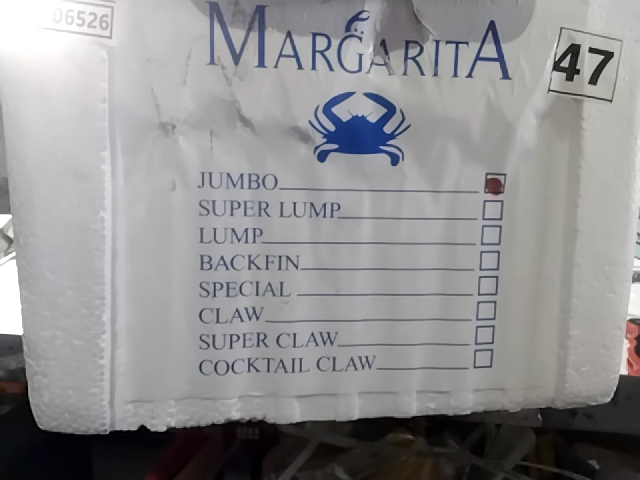 06526
MARGARITA
47
JUMBO
SUPER LUMP
LUMP
BACKFIN
SPECIAL
CLAW
SUPER CLAW
COCKTAIL CLAW